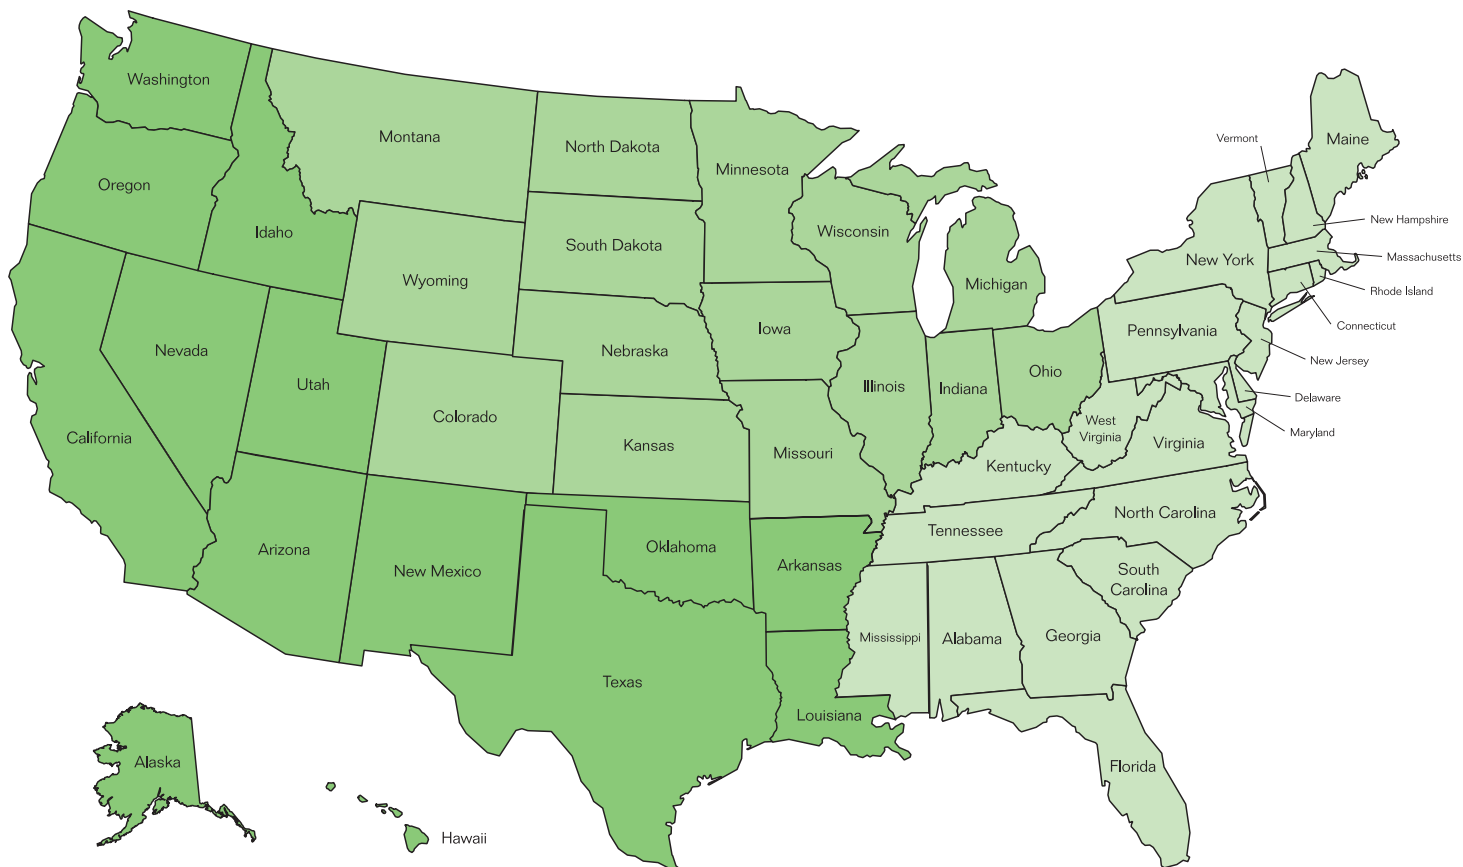 Washington
Montana
North Dakota
Minnesota
Maine
Vermont
Oregon
Idaho
Wyoming
South Dakota
Wisconsin
Michigan
New York
New Hampshire
Massachusetts
Rhode Island
Connecticut
New Jersey
Delaware
Maryland
Nevada
Utah
Colorado
Nebraska
Iowa
Illinois
Indiana
Ohio
Pennsylvania
California
Kansas
Missouri
Kentucky
West
Virginia
Virginia
Arizona
New Mexico
Oklahoma
Arkansas
Tennessee
North Carolina
South
Carolina
Texas
Louisiana
Mississippi
Alabama
Georgia
Florida
Alaska
Hawaii